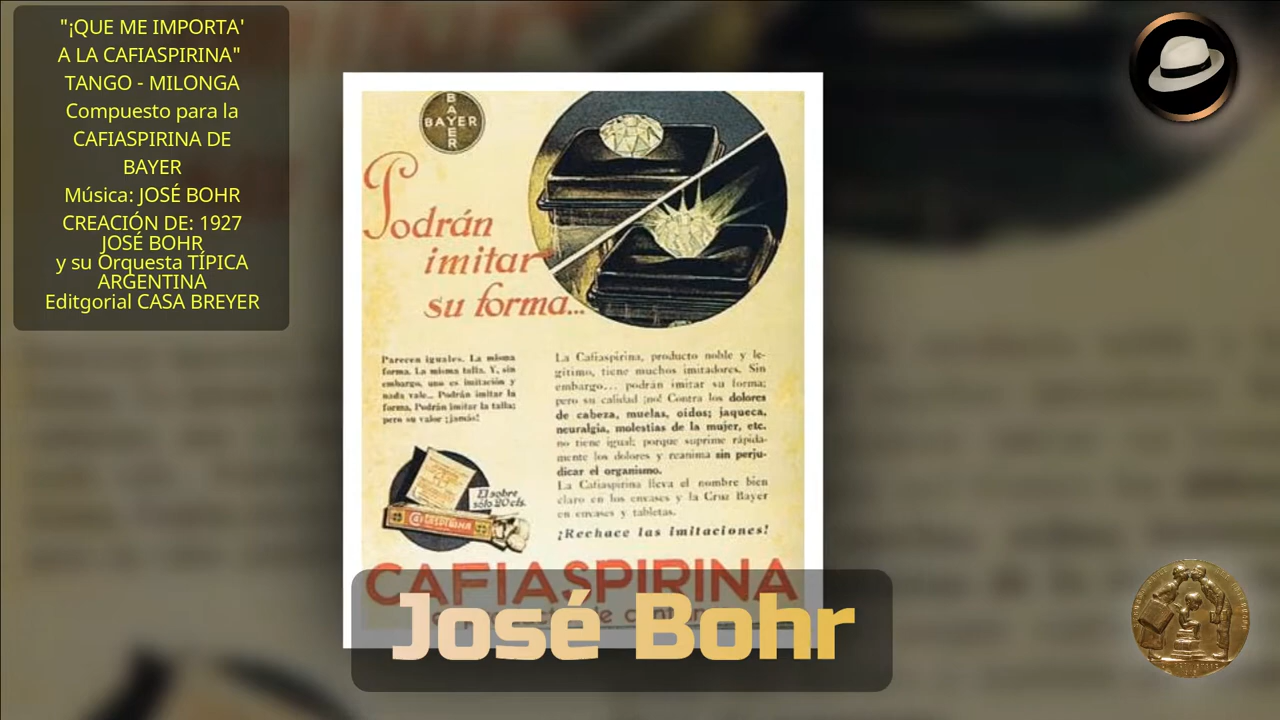 "¡QUE ME IMPORTA'
A LA CAFIASPIRINA"
TANGO - MILONGA
Compuesto para la
CAFIASPIRINA DE
BAYER
Música: JOSÉ BOHR
CREACIÓN DE: 1927
JOSÉ BOHR
y su Orquesta TÍPICA
ARGENTINA
Editgorial CASA BREYER
BAYER
BAYER
Podrán
imitar
su forma...
Parecen iguales. La misma
forma. La misma talla. Y, sin
embargo, uno es imitación y
nada vale... Podrán imitar la
forma, Podrán imitar la talla;
pero su valor ¡jamás!
La Cafiaspirina, producto noble y le-
gítimo, tiene muchos imitadores. Sin
embargo... podrán imitar su forma;
pero su calidad ¡no! Contra los dolores
de cabeza, muelas, oídos; jaqueca,
neuralgia, molestias de la mujer, etc.
no tiene igual; porque suprime rápida-
mente los dolores y reanima sin perju-
dicar el organismo.
La Cafiaspirina lleva el nombre bien
claro en los envases y la Cruz Bayer
en envases y tabletas.
¡Rechace las imitaciones!
El sobre
sólo 20 cts.
CAFIASPIRINA
CAFIASPIRINA
José Bohr